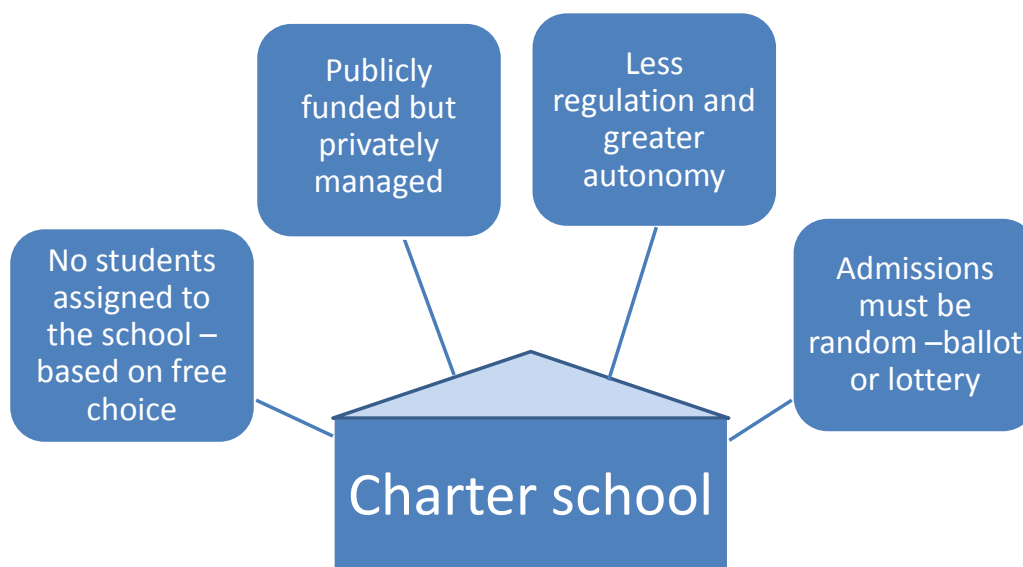 No students
assigned to
the school –
based on free
choice
Publicly
funded but
privately
managed
Less
regulation and
greater
autonomy
Admissions
must be
random –ballot
or lottery
Charter school